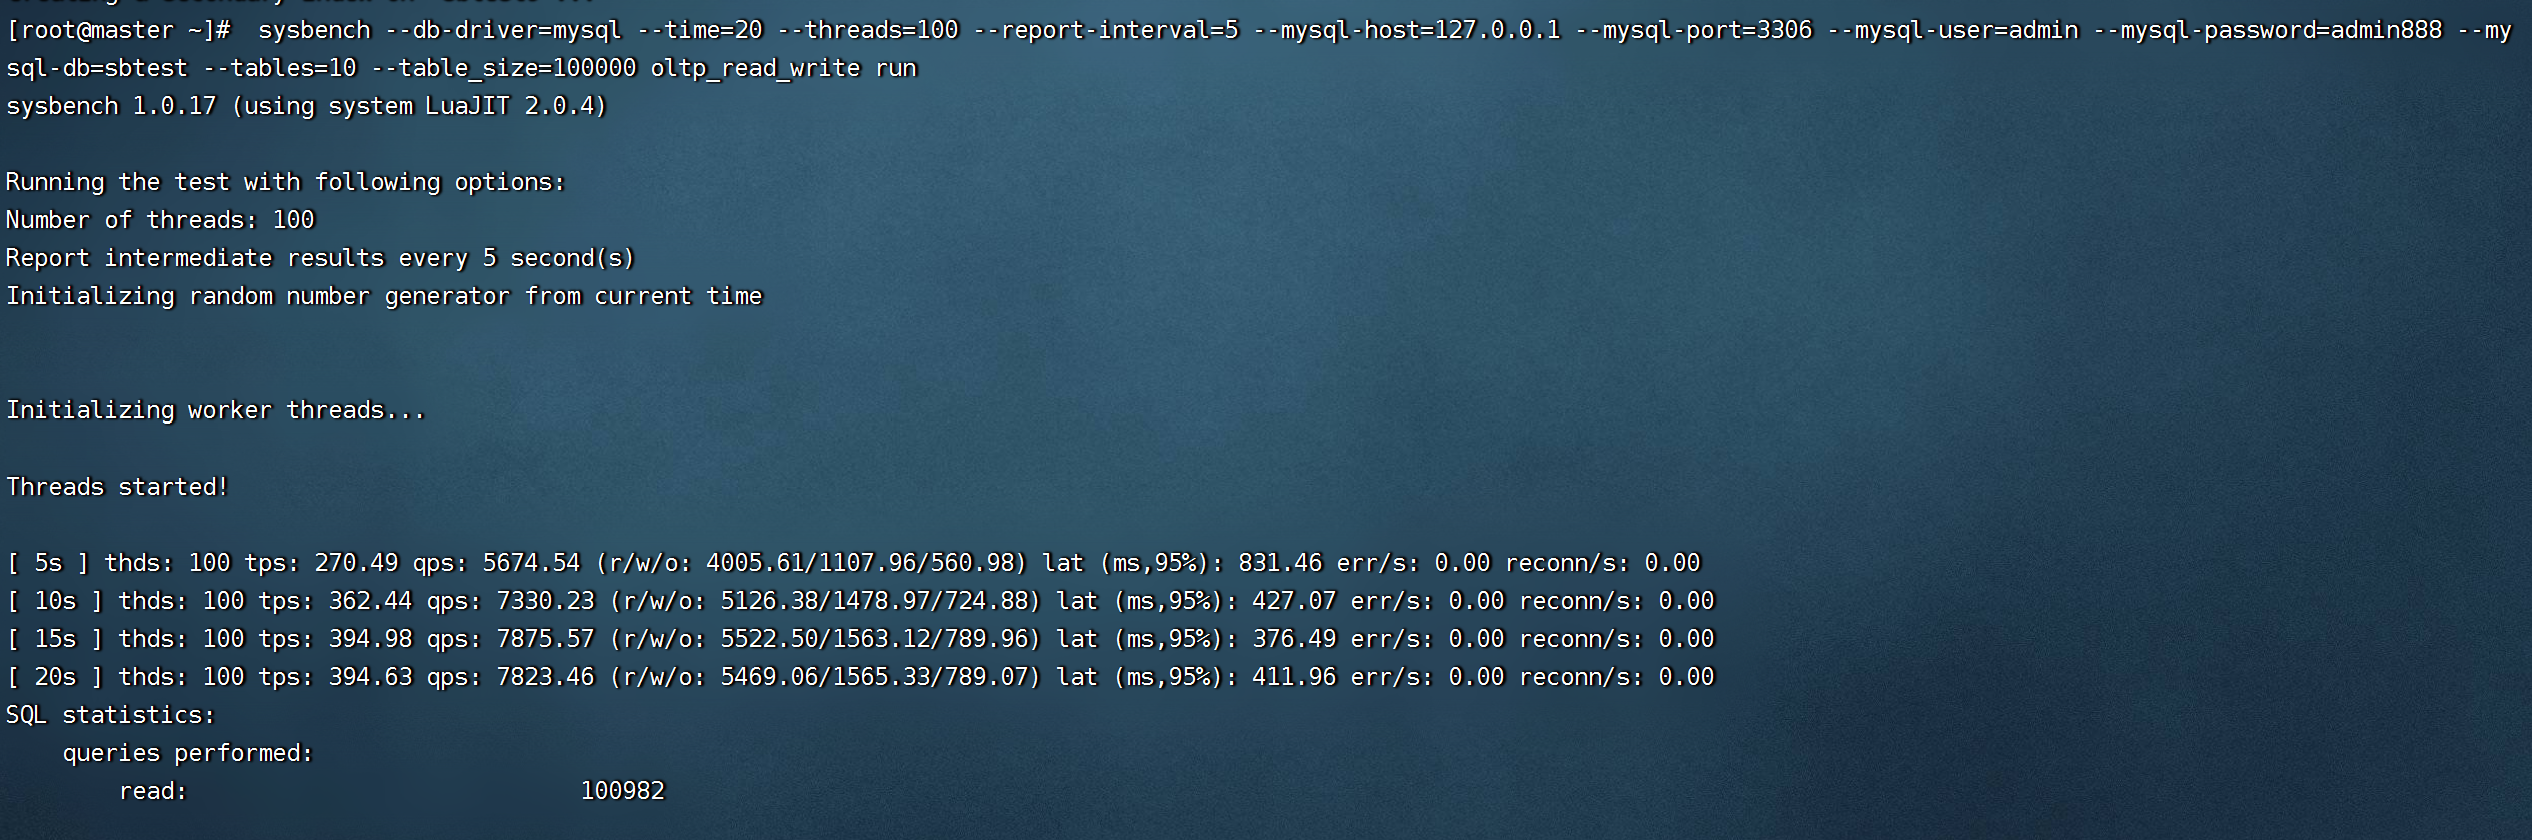 [root@master ~]#  sysbench --db-driver=mysql --time=20 --threads=100 --report-interval=5 --mysql-host=127.0.0.1 --mysql-port=3306 --mysql-user=admin --mysql-password=admin888 --my
sql-db=sbtest --tables=10 --table_size=100000 oltp_read_write run
sysbench 1.0.17 (using system LuaJIT 2.0.4)
Running the test with following options:
Number of threads: 100
Report intermediate results every 5 second(s)
Initializing random number generator from current time
Initializing worker threads...
Threads started!
[ 5s ] thds: 100 tps: 270.49 qps: 5674.54 (r/w/o: 4005.61/1107.96/560.98) lat (ms,95%): 831.46 err/s: 0.00 reconn/s: 0.00
[ 10s ] thds: 100 tps: 362.44 qps: 7330.23 (r/w/o: 5126.38/1478.97/724.88) lat (ms,95%): 427.07 err/s: 0.00 reconn/s: 0.00
[ 15s ] thds: 100 tps: 394.98 qps: 7875.57 (r/w/o: 5522.50/1563.12/789.96) lat (ms,95%): 376.49 err/s: 0.00 reconn/s: 0.00
[ 20s ] thds: 100 tps: 394.63 qps: 7823.46 (r/w/o: 5469.06/1565.33/789.07) lat (ms,95%): 411.96 err/s: 0.00 reconn/s: 0.00
SQL statistics:
    queries performed:
        read:                            100982